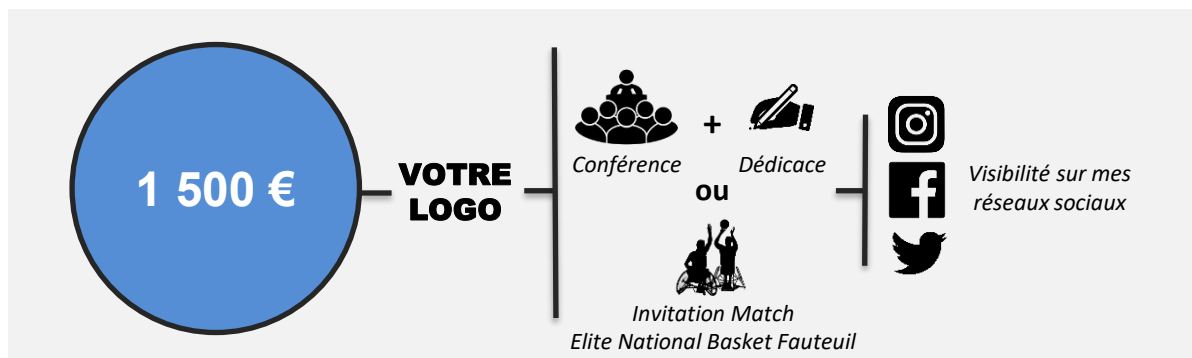 1 500 €
VOTRE
LOGO
Conférence
+
Dédicace
ou
Invitation Match
Elite National Basket Fauteuil
Visibilité sur mes
réseaux sociaux